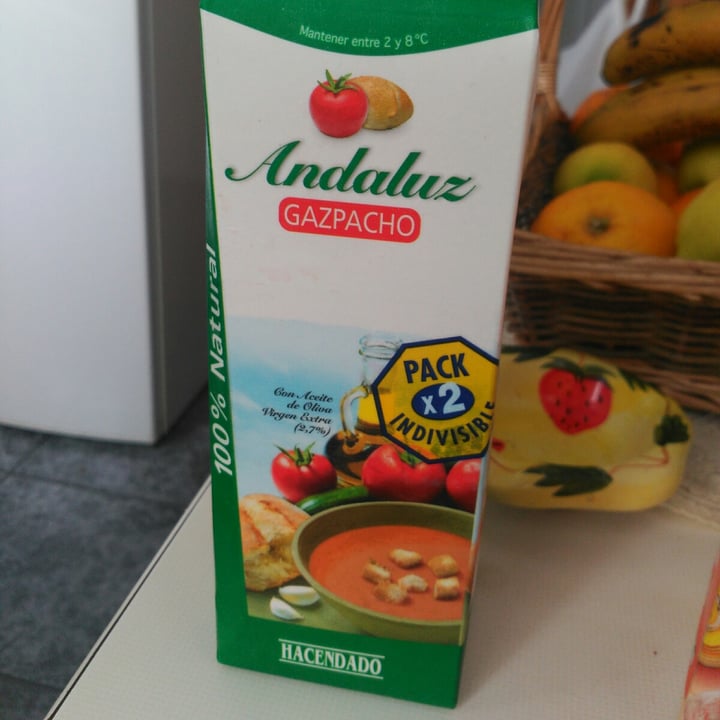 Mantener entre 2 y 8°C
Andaluz
GAZPACHO
100% Natural
PACK
x2
INDIVISIBLE
Con Aceite
de Oliva
Virgen Extra
(2,7%)
HACENDADO